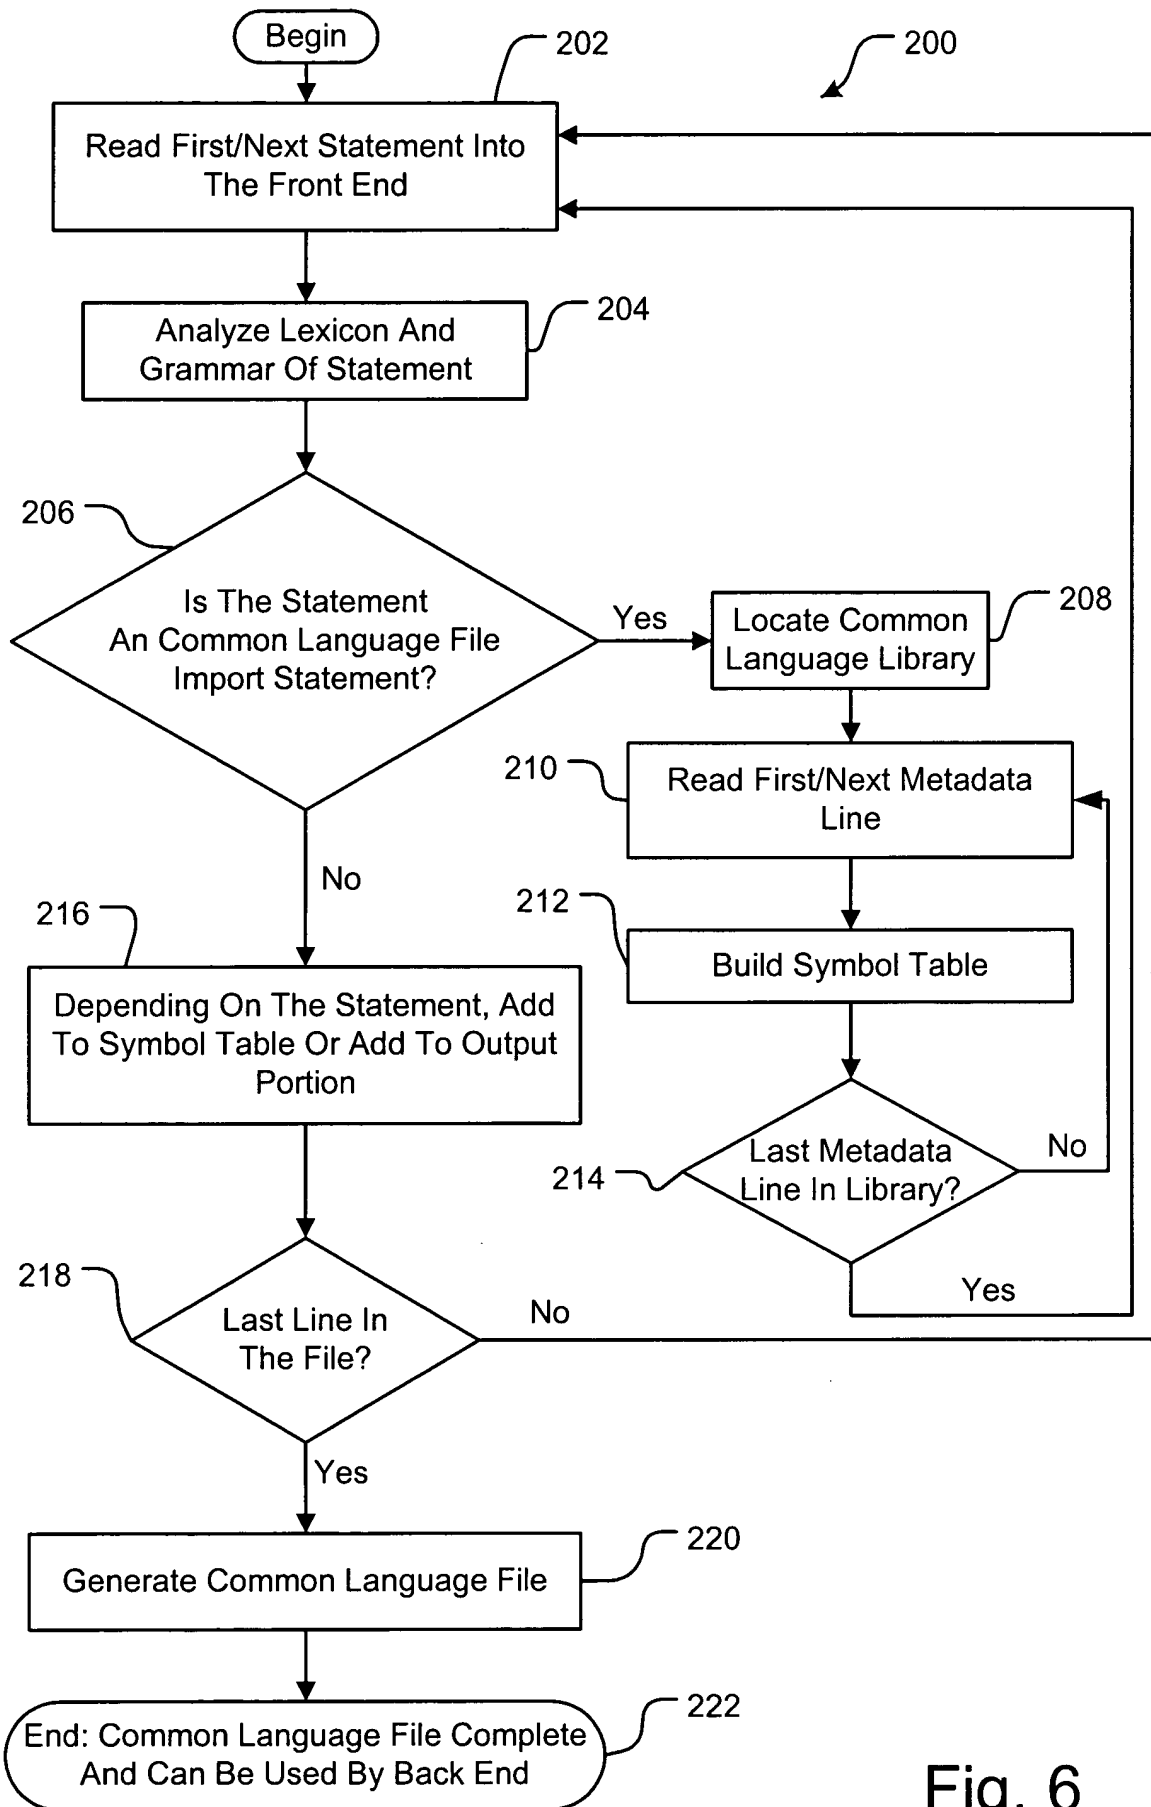 Begin
202
200
Read First/Next Statement Into
The Front End
204
Analyze Lexicon And
Grammar Of Statement
206
Is The Statement
An Common Language File
Import Statement?
Yes
208
Locate Common
Language Library
210
Read First/Next Metadata
Line
No
212
Build Symbol Table
216
Depending On The Statement, Add
To Symbol Table Or Add To Output
Portion
214
Last Metadata
Line In Library?
No
Yes
218
Last Line In
The File?
No
Yes
220
Generate Common Language File
222
End: Common Language File Complete
And Can Be Used By Back End
Fig. 6